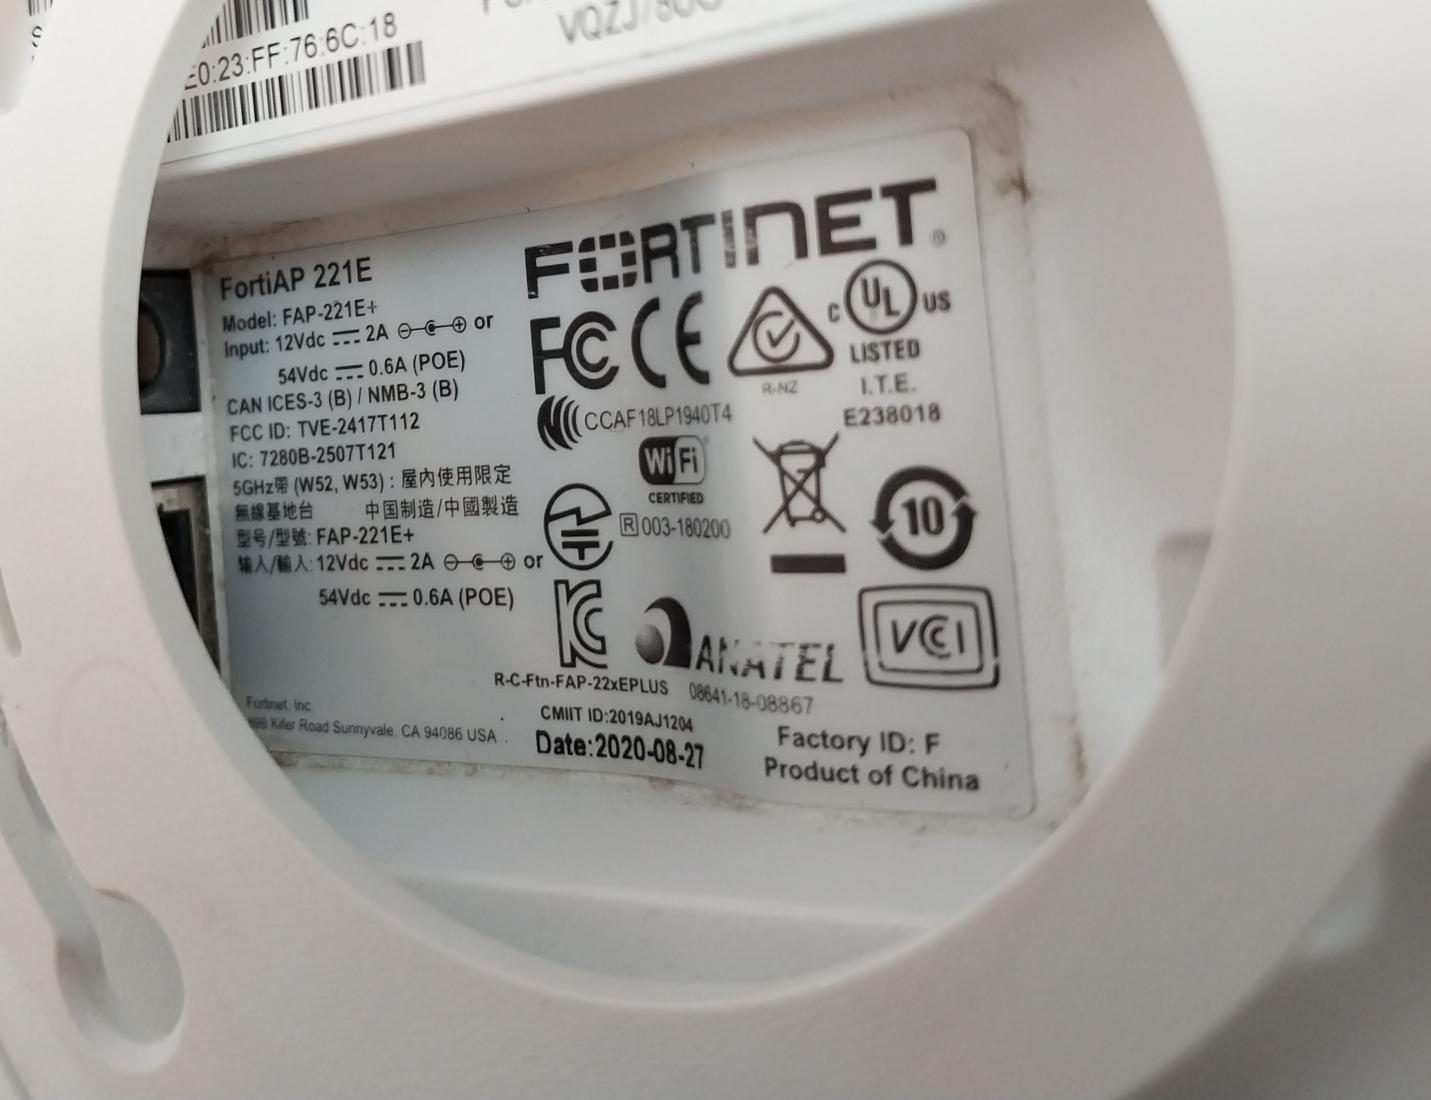 E0:23:FF:76:6C:18
FortiAP 221E
Model: FAP-221E+
Input: 12Vdc 2A or
54Vdc 0.6A (POE)
CAN ICES-3 (B) / NMB-3 (B)
FCC ID: TVE-2417T112
IC: 7280B-2507T121
5GHz帶 (W52, W53) : 屋內使用限定
無線基地台 中国制造/中國製造
型号/型號: FAP-221E+
输入/輸入: 12Vdc 2A or
54Vdc 0.6A (POE)
Fortinet, Inc.
Kifer Road Sunnyvale, CA 94086 USA
FORTINET®
FC CE
R-NZ
C UL US
LISTED
I.T.E.
E238018
CCAF18LP1940T4
WiFi
CERTIFIED
R 003-180200
10
ANATEL
08641-18-08867
VCCI
R-C-Ftn-FAP-22xEPLUS
CMIIT ID:2019AJ1204
Date:2020-08-27
Factory ID: F
Product of China